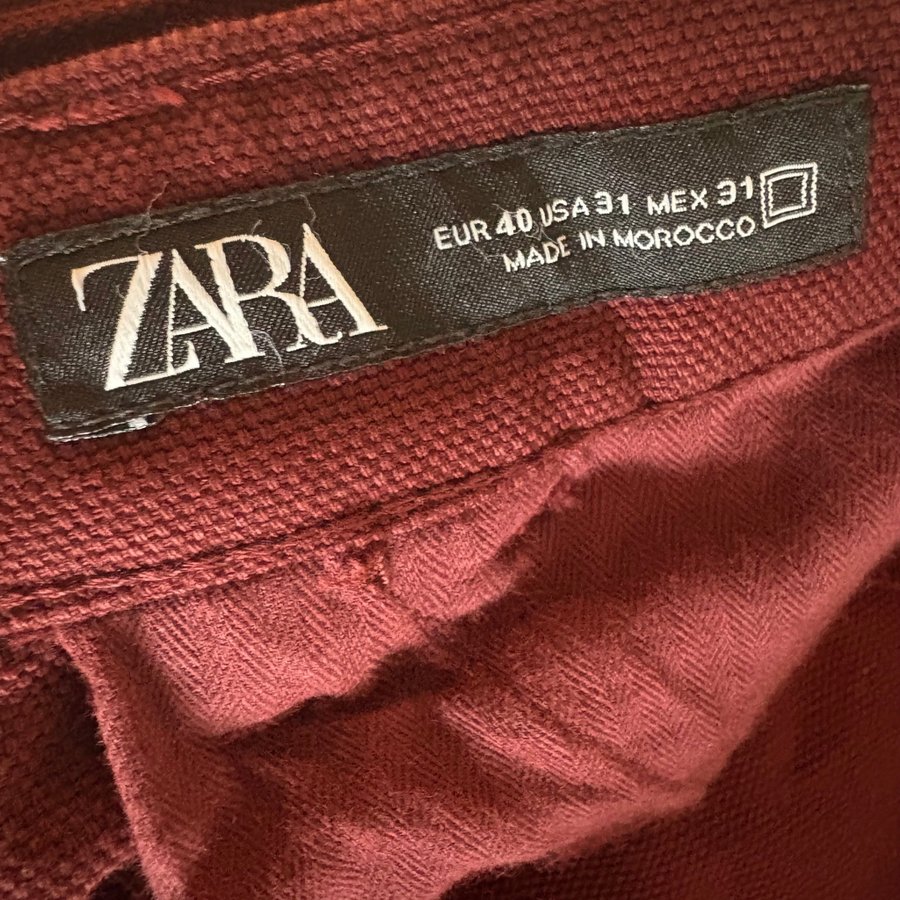 ZARA
EUR 40 USA 31 MEX 31
MADE IN MOROCCO